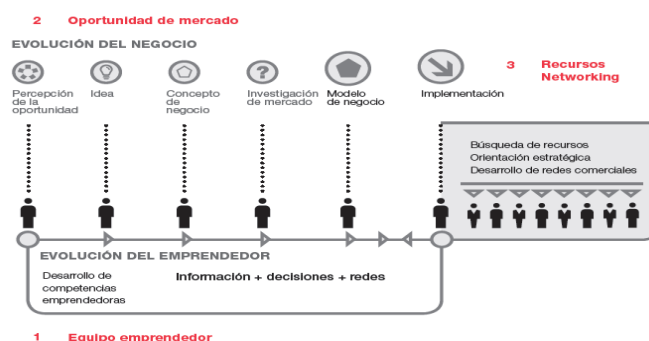 2 Oportunidad de mercado
EVOLUCIÓN DEL NEGOCIO
Percepción
de la
oportunidad
Idea
Concepto
de
negocio
?
Investigación
de mercado
Modelo
de negocio
Implementación
3 Recursos
Networking
Búsqueda de recursos
Orientación estratégica
Desarrollo de redes comerciales
EVOLUCIÓN DEL EMPRENDEDOR
Desarrollo de
competencias
emprendedoras
Información + decisiones + redes
1 Equipo emprendedor